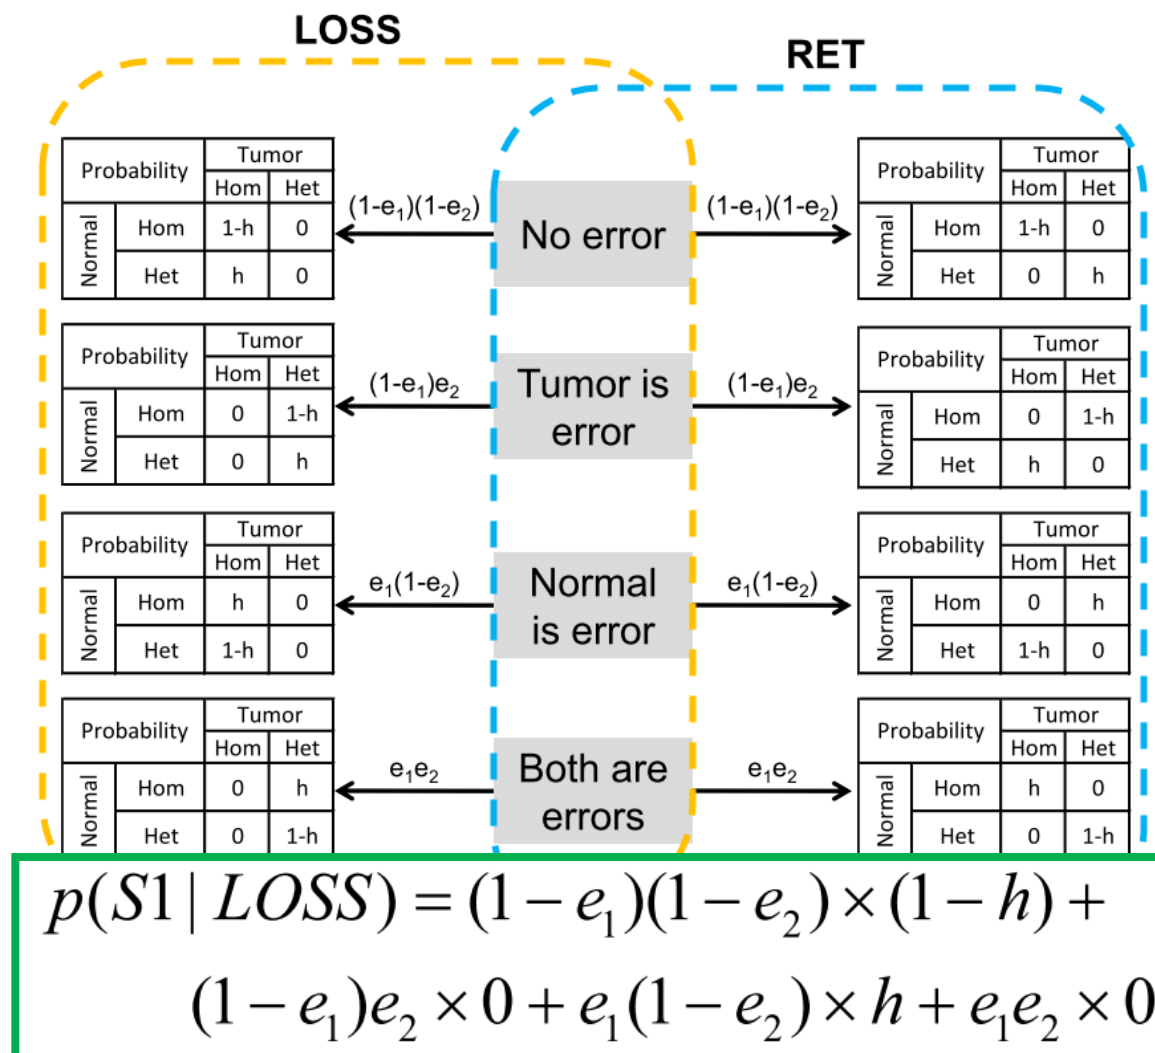 LOSS
RET
Probability Tumor
Hom Het
Normal Hom 1-h 0
Het h 0
(1-e₁)(1-e₂)
No error
(1-e₁)(1-e₂)
Probability Tumor
Hom Het
Normal Hom 1-h 0
Het 0 h
Probability Tumor
Hom Het
Normal Hom 0 1-h
Het 0 h
(1-e₁)e₂
Tumor is
error
(1-e₁)e₂
Probability Tumor
Hom Het
Normal Hom 0 1-h
Het h 0
Probability Tumor
Hom Het
Normal Hom h 0
Het 1-h 0
e₁(1-e₂)
Normal
is error
e₁(1-e₂)
Probability Tumor
Hom Het
Normal Hom 0 h
Het 1-h 0
Probability Tumor
Hom Het
Normal Hom 0 h
Het 0 1-h
e₁e₂
Both are
errors
e₁e₂
Probability Tumor
Hom Het
Normal Hom h 0
Het 0 1-h
p(S1 | LOSS) = (1 − e₁)(1 − e₂) × (1 − h) +
(1 − e₁)e₂ × 0 + e₁(1 − e₂) × h + e₁e₂ × 0